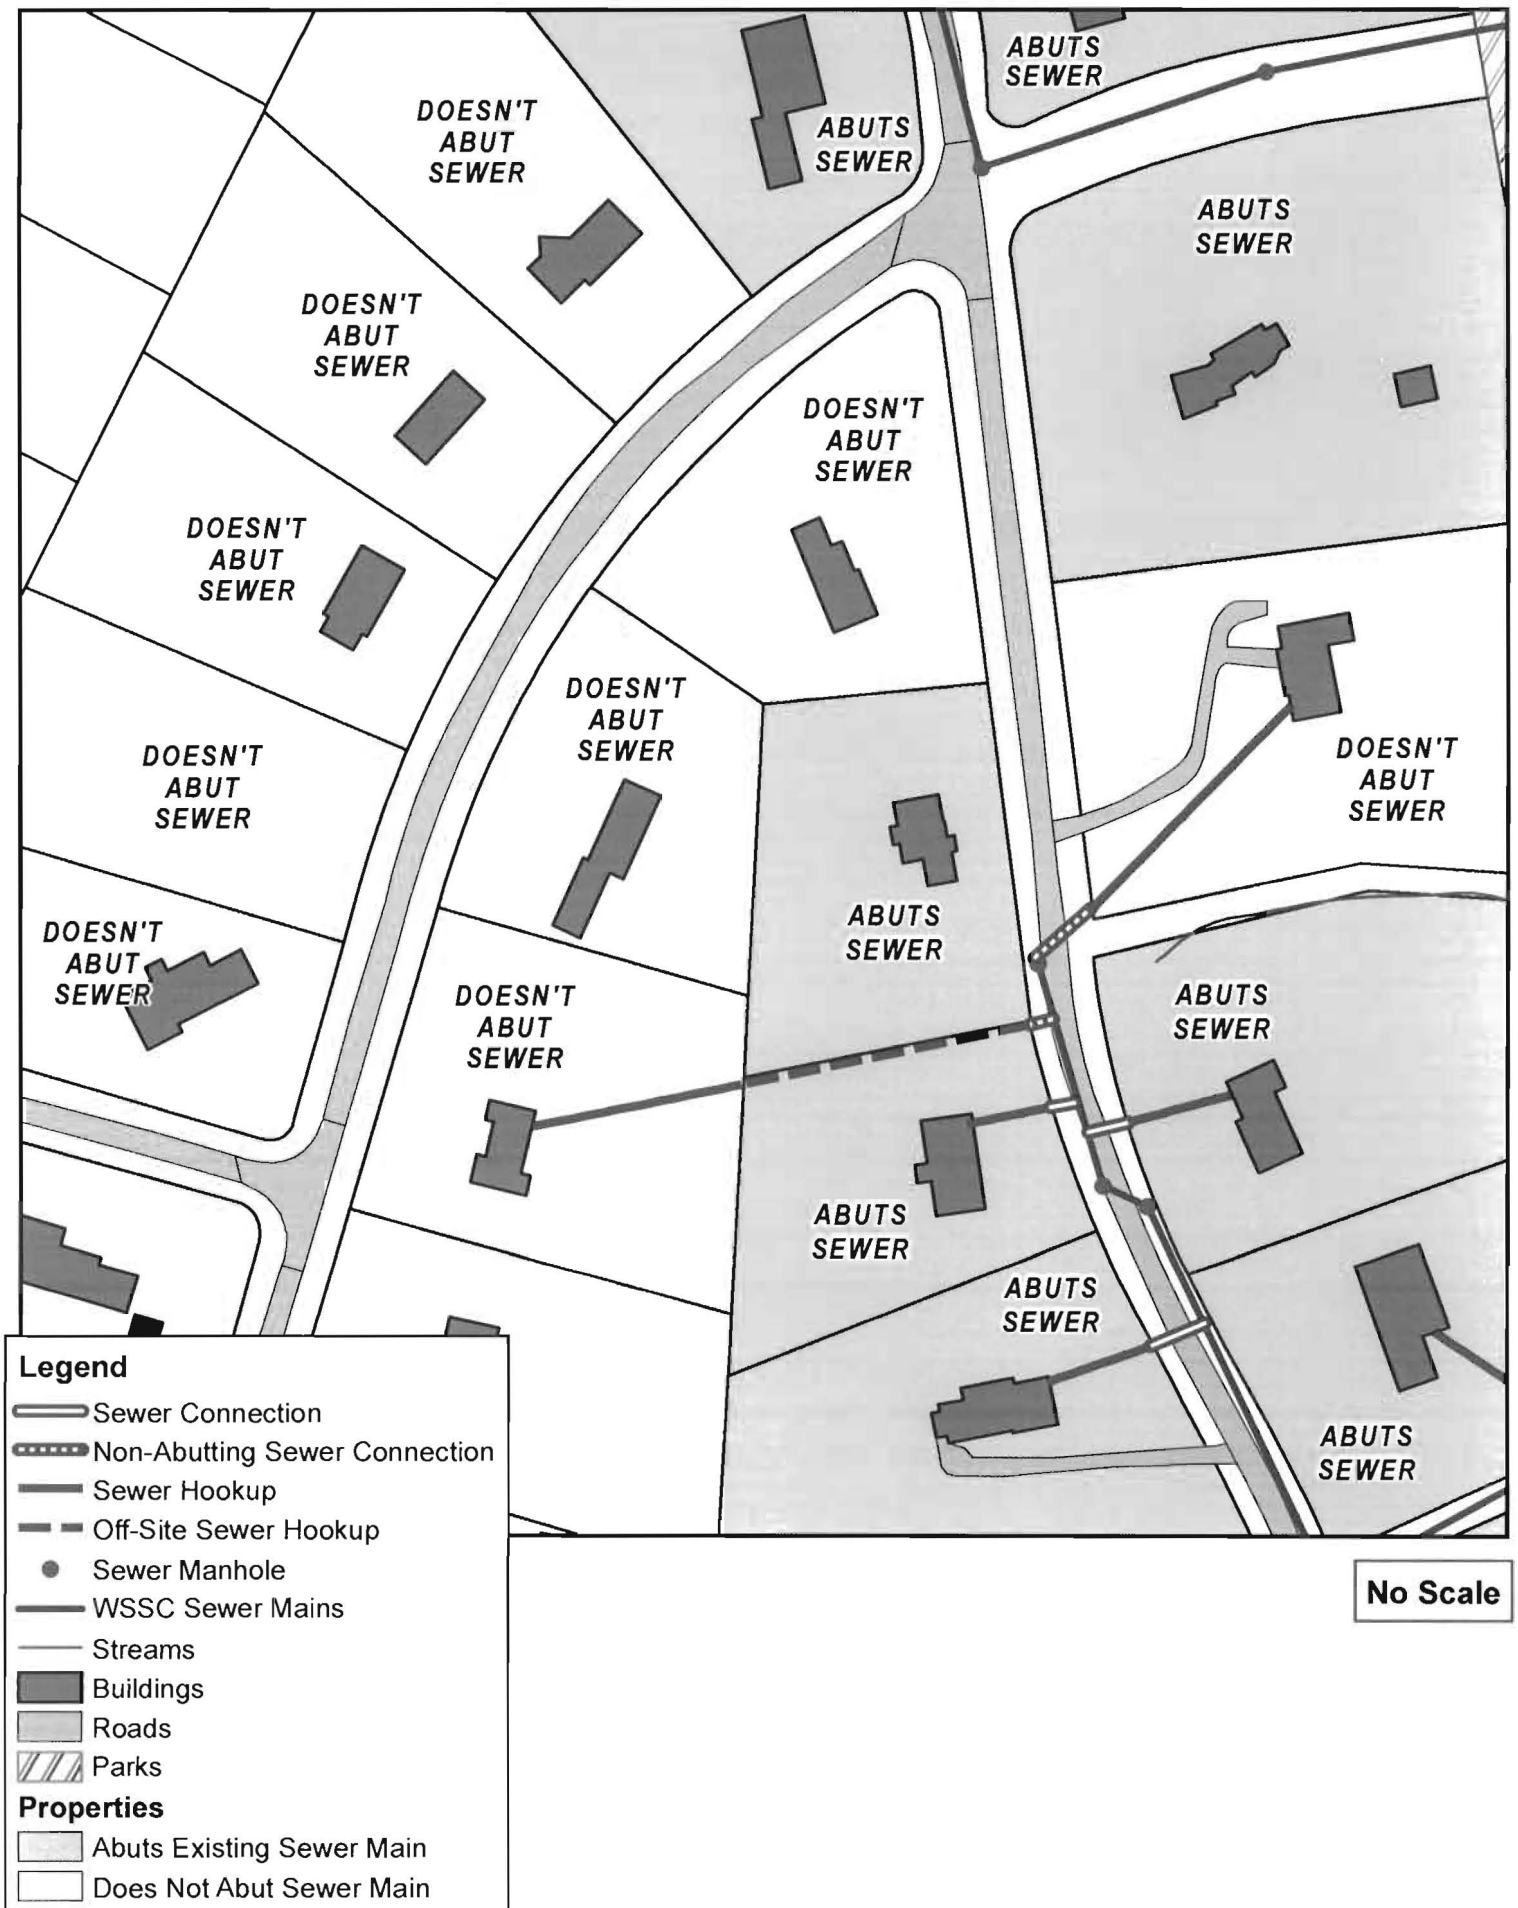 ABUTS
SEWER
DOESN'T
ABUT
SEWER
ABUTS
SEWER
ABUTS
SEWER
DOESN'T
ABUT
SEWER
DOESN'T
ABUT
SEWER
DOESN'T
ABUT
SEWER
DOESN'T
ABUT
SEWER
DOESN'T
ABUT
SEWER
DOESN'T
ABUT
SEWER
ABUTS
SEWER
DOESN'T
ABUT
SEWER
DOESN'T
ABUT
SEWER
ABUTS
SEWER
ABUTS
SEWER
ABUTS
SEWER
ABUTS
SEWER
DOESN'T
ABUT
SEWER
Legend
Sewer Connection
Non-Abutting Sewer Connection
Sewer Hookup
Off-Site Sewer Hookup
Sewer Manhole
WSSC Sewer Mains
Streams
Buildings
Roads
Parks
Properties
Abuts Existing Sewer Main
Does Not Abut Sewer Main
No Scale